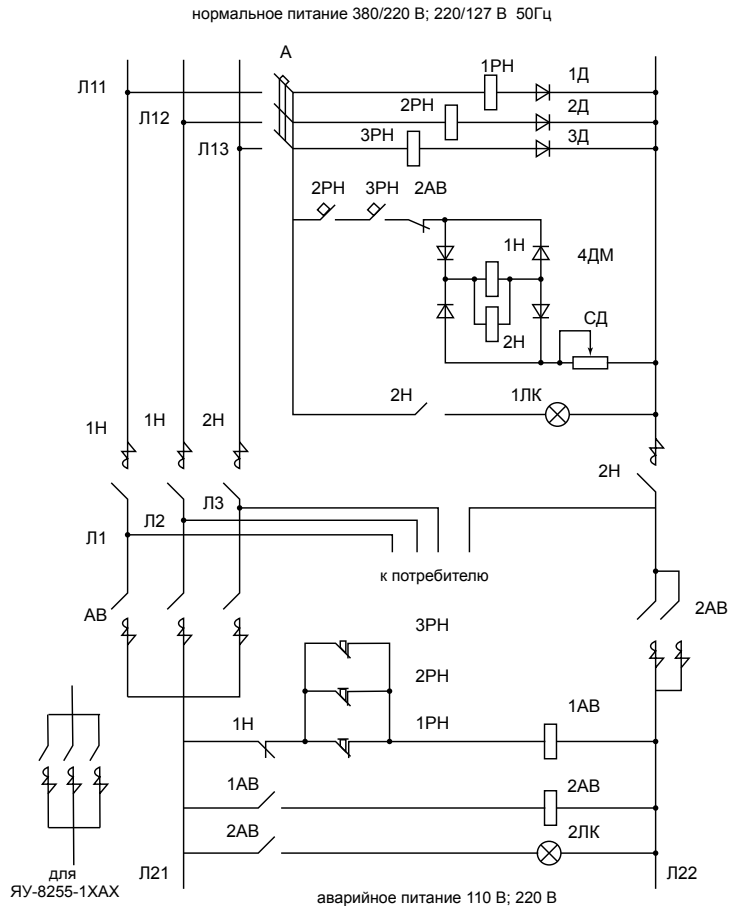 нормальное питание 380/220 В; 220/127 В 50Гц
А
Л11
1РН
1Д
Л12
2РН
2Д
Л13
3РН
3Д
2РН 3РН 2АВ
1Н
4ДМ
СД
2Н
2Н
1ЛК
1Н
1Н
2Н
2Н
Л3
Л2
Л1
к потребителю
АВ
2АВ
3РН
2РН
1Н
1РН
1АВ
1АВ
2АВ
2АВ
2ЛК
Л21
Л22
для
ЯУ-8255-1ХАХ
аварийное питание 110 В; 220 В